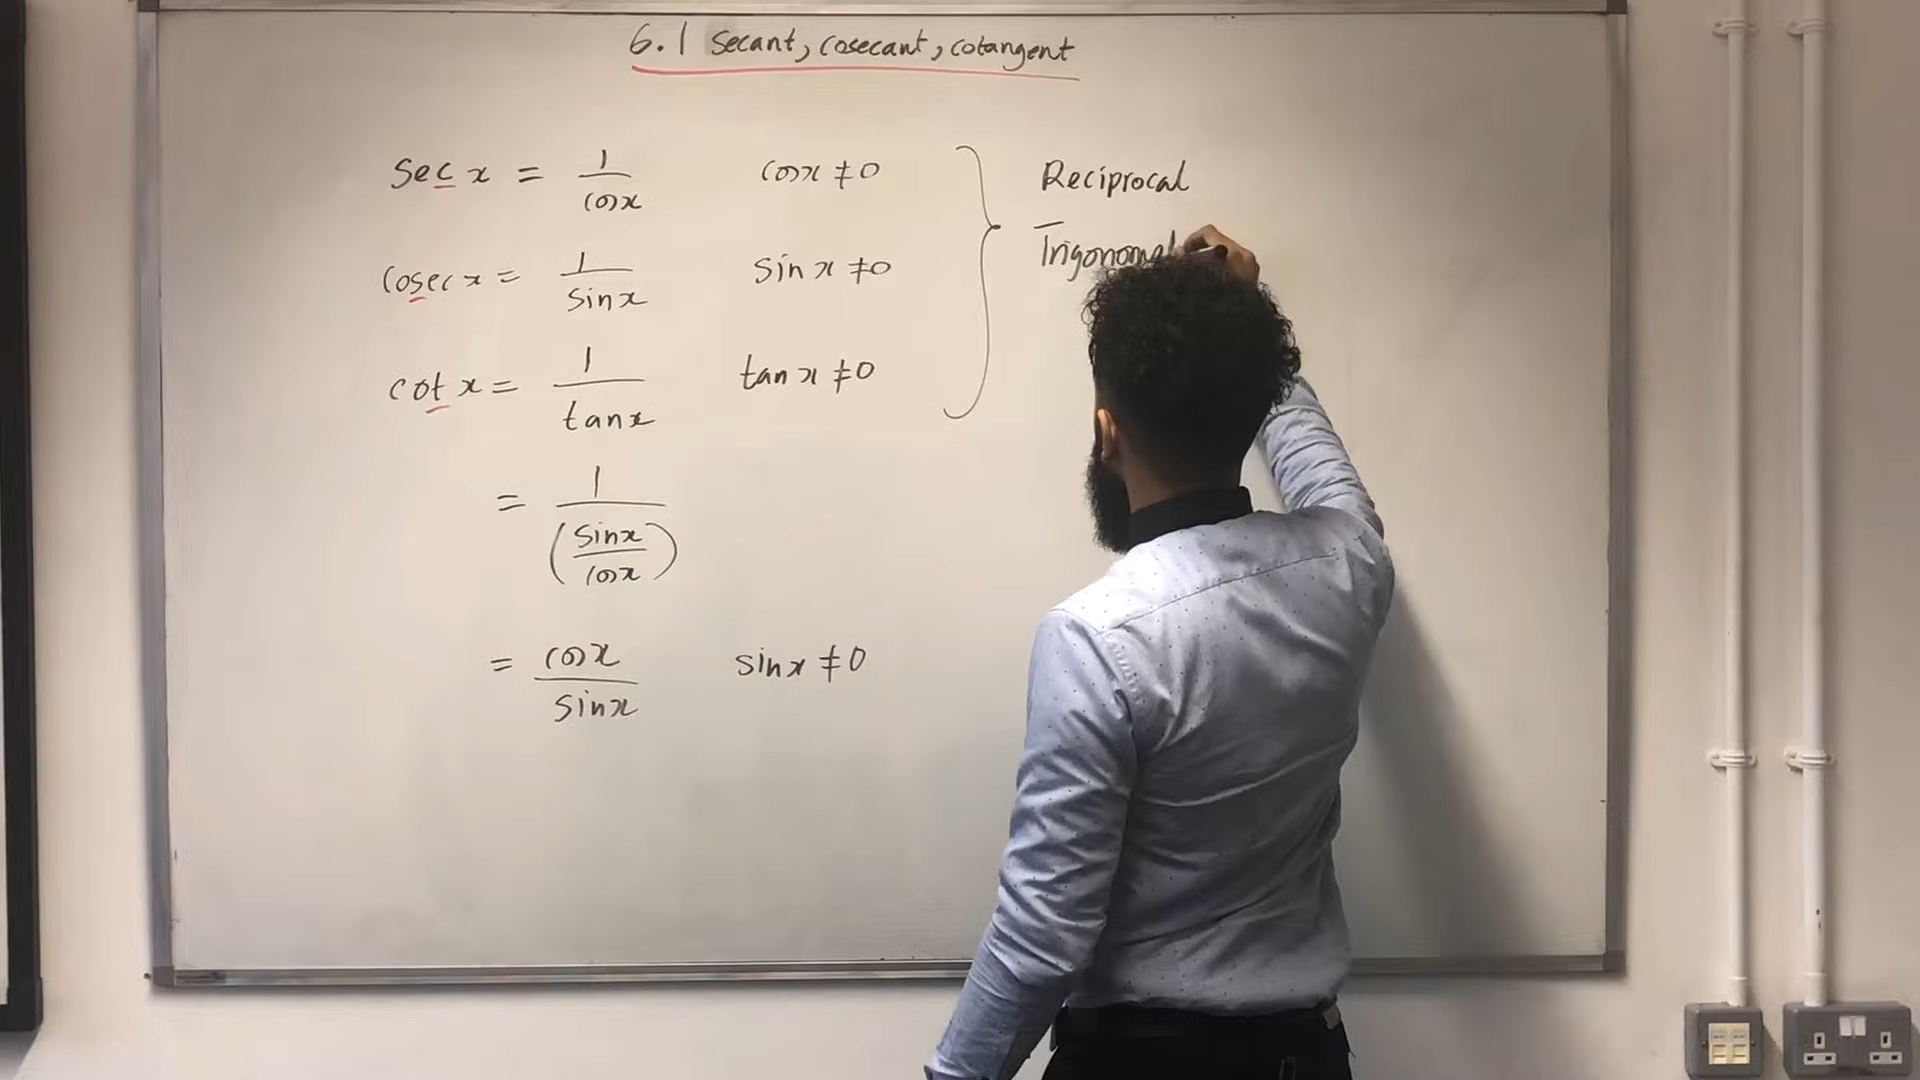 6.1 Secant, cosecant, cotangent
sec x = 1/cos x    cos x ≠ 0
cosec x = 1/sin x    sin x ≠ 0
cot x = 1/tan x    tan x ≠ 0
= 1/(sin x/cos x)
= cos x/sin x    sin x ≠ 0
Reciprocal